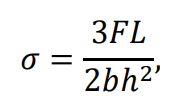 σ = 3FL / 2bh²,